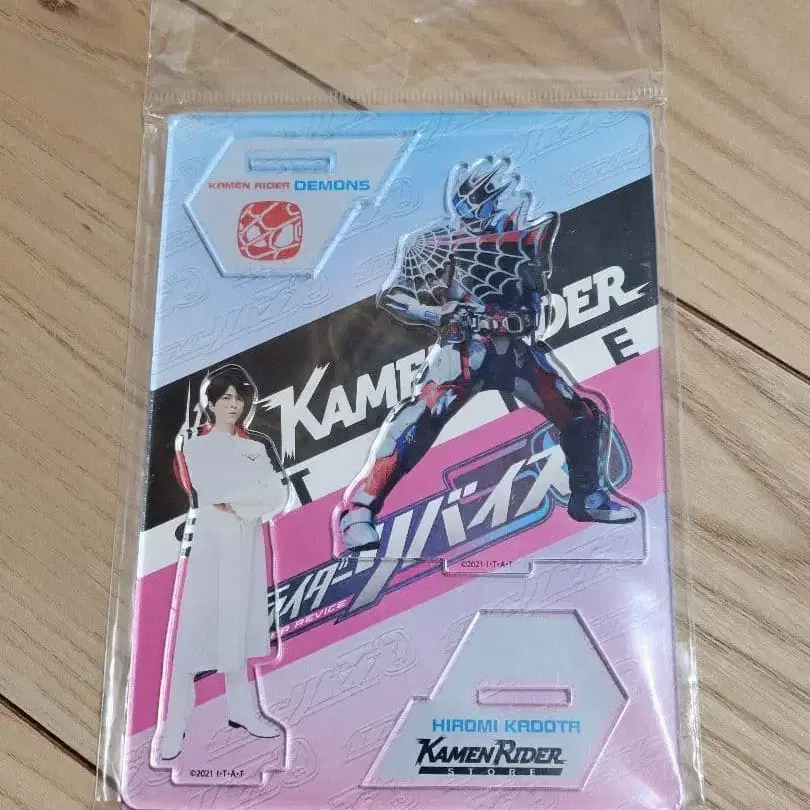 KAMEN RIDER DEMONS
KAMEN RIDER
S T E
ライダーリバイス
ER REVICE
©2021 I・T・A・T
HIROMI KADOTA
KAMEN RIDER
STORE
©2021 I・T・A・T